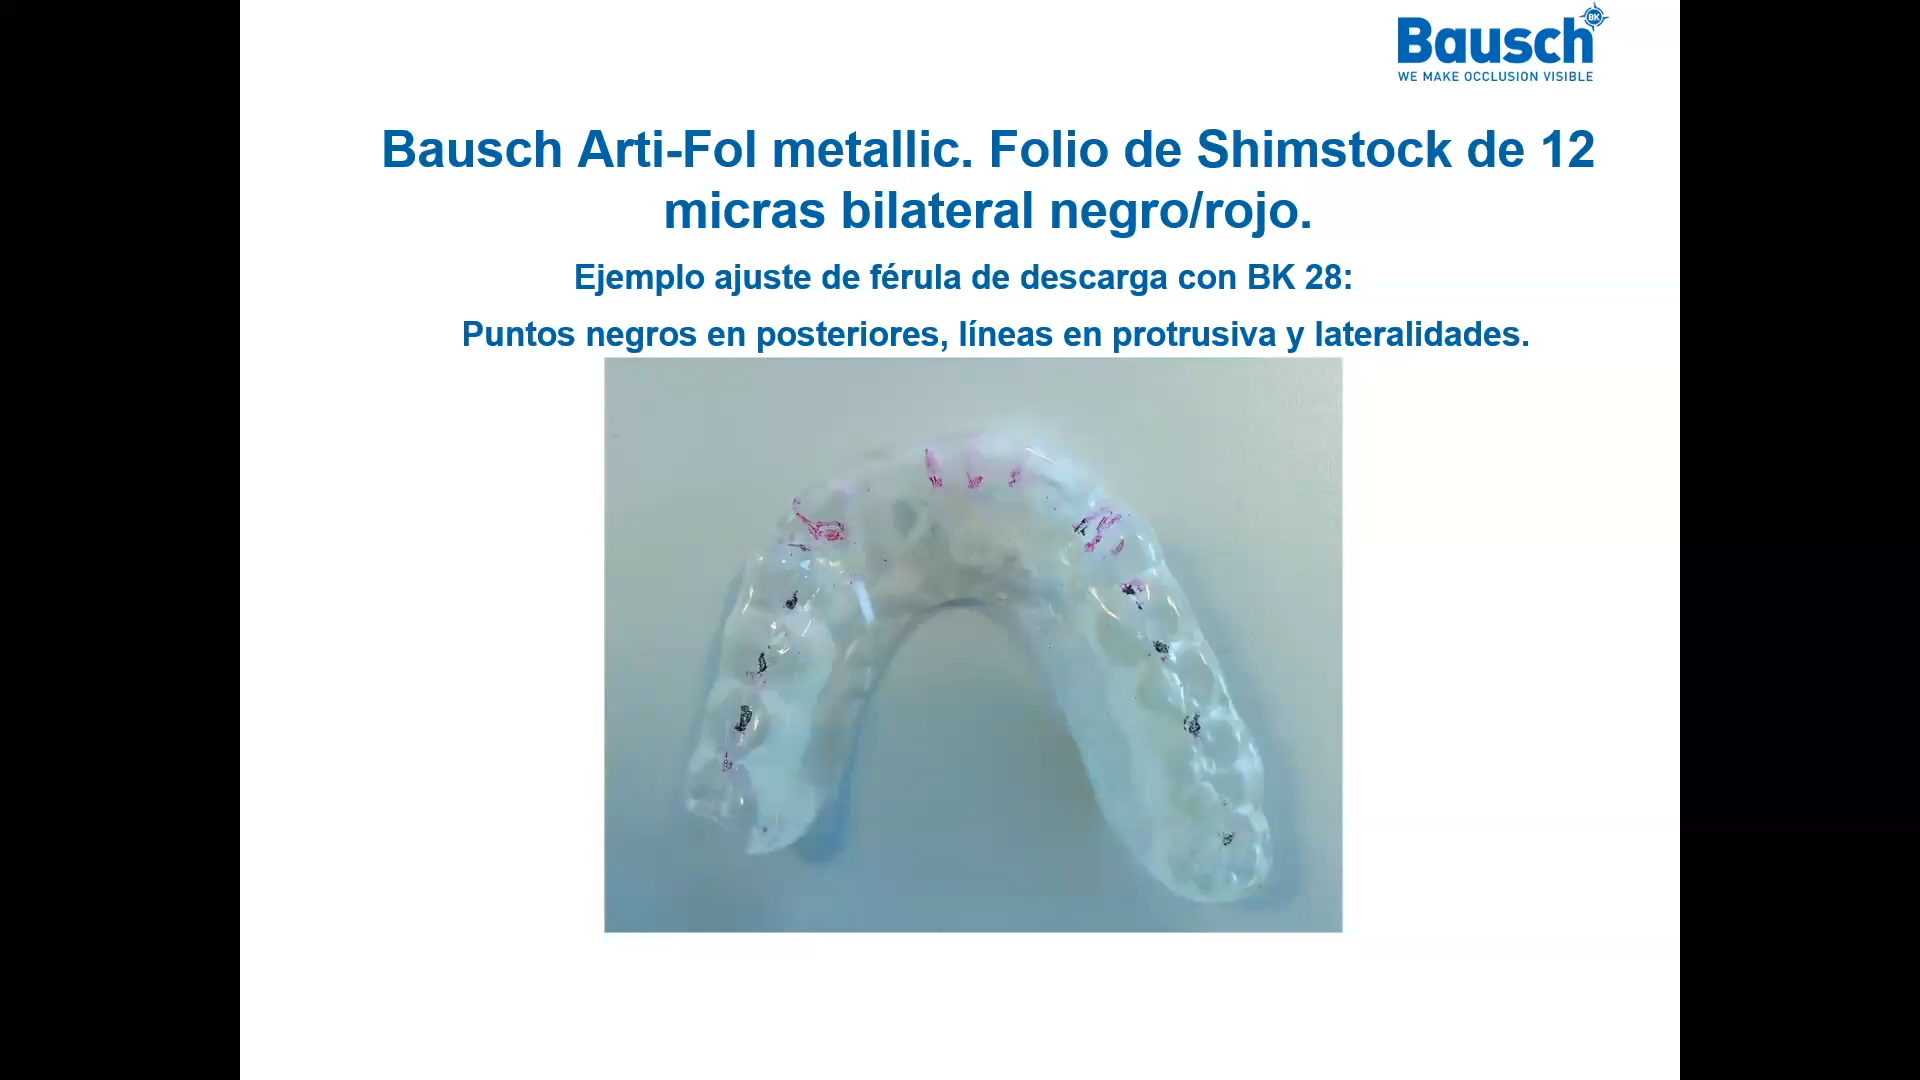 Bausch
BK
WE MAKE OCCLUSION VISIBLE
Bausch Arti-Fol metallic. Folio de Shimstock de 12
micras bilateral negro/rojo.
Ejemplo ajuste de férula de descarga con BK 28:
Puntos negros en posteriores, líneas en protrusiva y lateralidades.